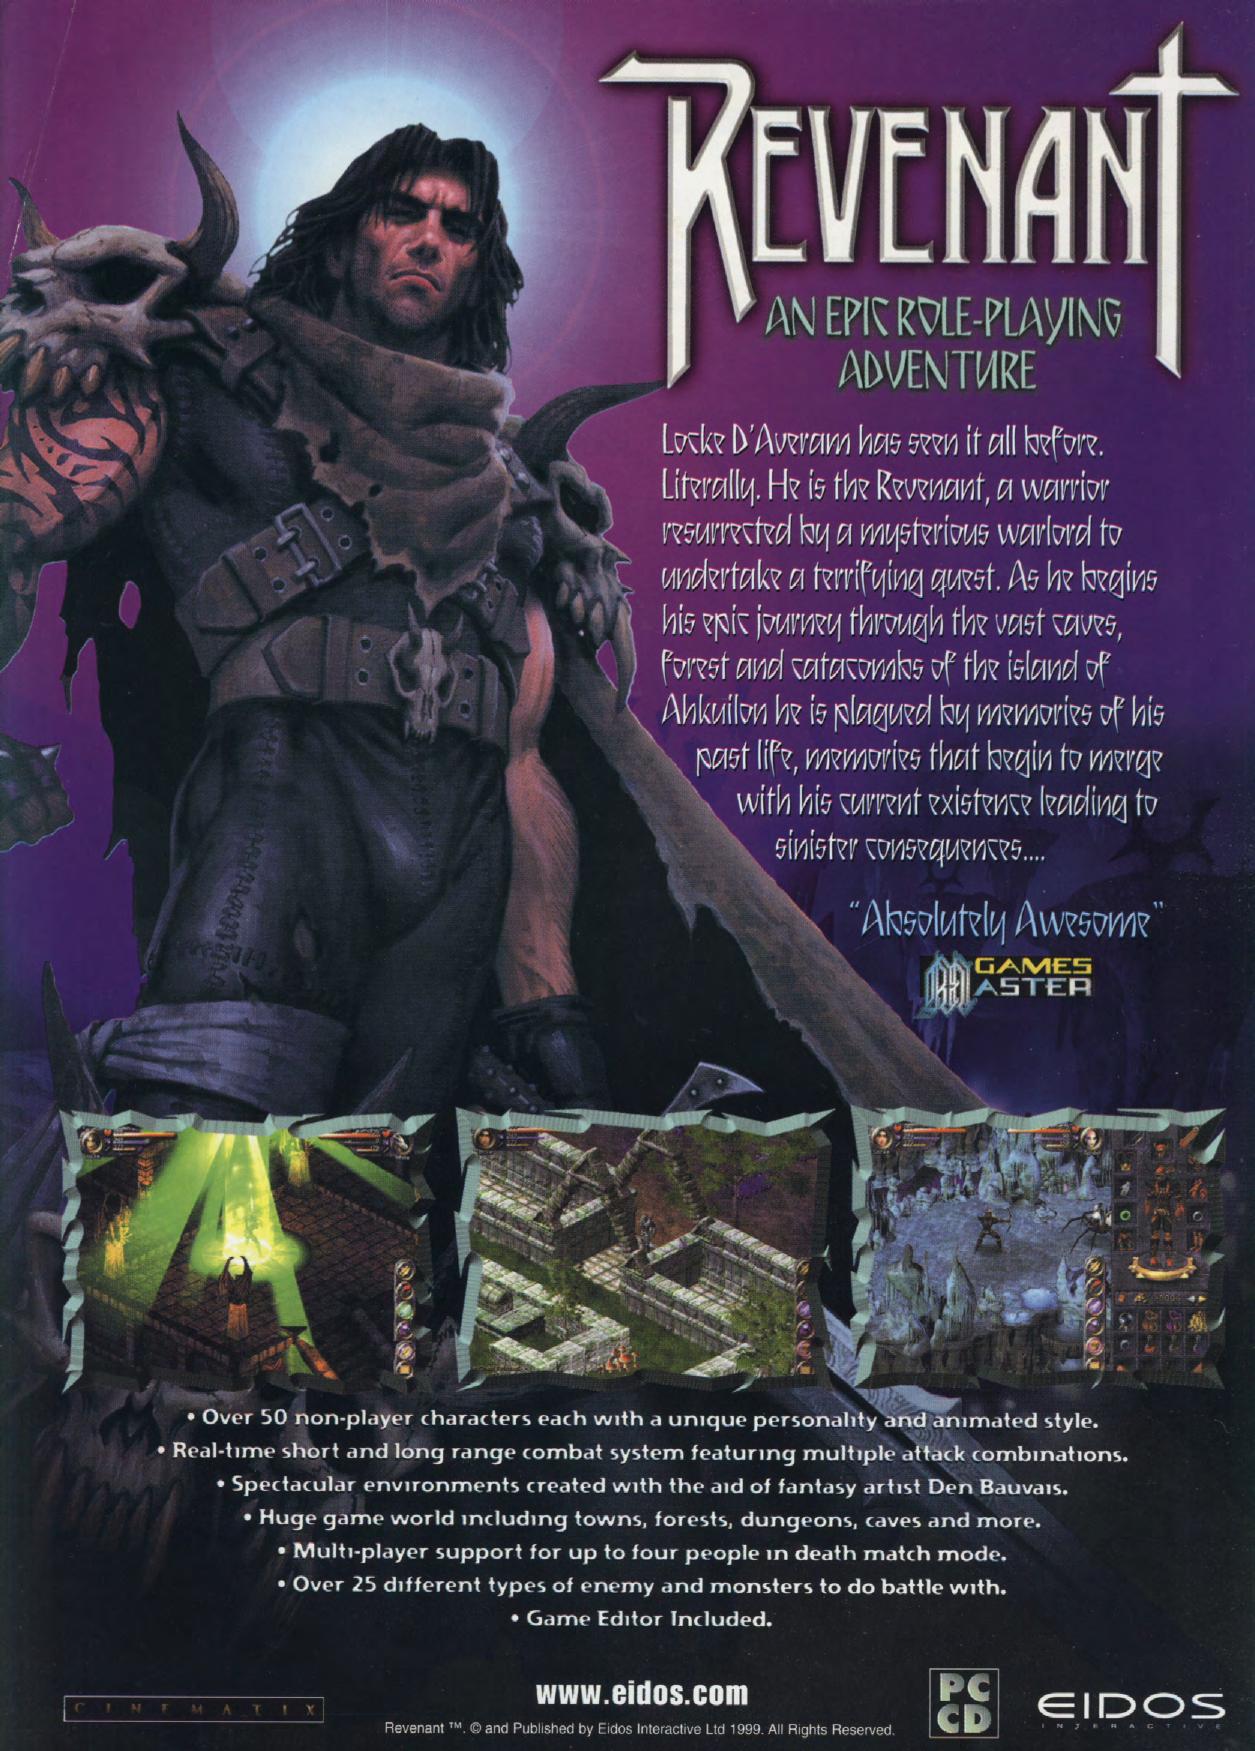 REVENANT
AN EPIC ROLE-PLAYING
ADVENTURE
Locke D'Averam has seen it all before.
Literally. He is the Revenant, a warrior
resurrected by a mysterious warlord to
undertake a terrifying quest. As he begins
his epic journey through the vast caves,
forest and catacombs of the island of
Ahkuilon he is plagued by memories of his
past life, memories that begin to merge
with his current existence leading to
sinister consequences....
"Absolutely Awesome"
GAMES
MASTER
• Over 50 non-player characters each with a unique personality and animated style.
• Real-time short and long range combat system featuring multiple attack combinations.
• Spectacular environments created with the aid of fantasy artist Den Bauvais.
• Huge game world including towns, forests, dungeons, caves and more.
• Multi-player support for up to four people in death match mode.
• Over 25 different types of enemy and monsters to do battle with.
• Game Editor Included.
CINEMATIX
www.eidos.com
Revenant ™. © and Published by Eidos Interactive Ltd 1999. All Rights Reserved.
PC
CD
EIDOS
INTERACTIVE